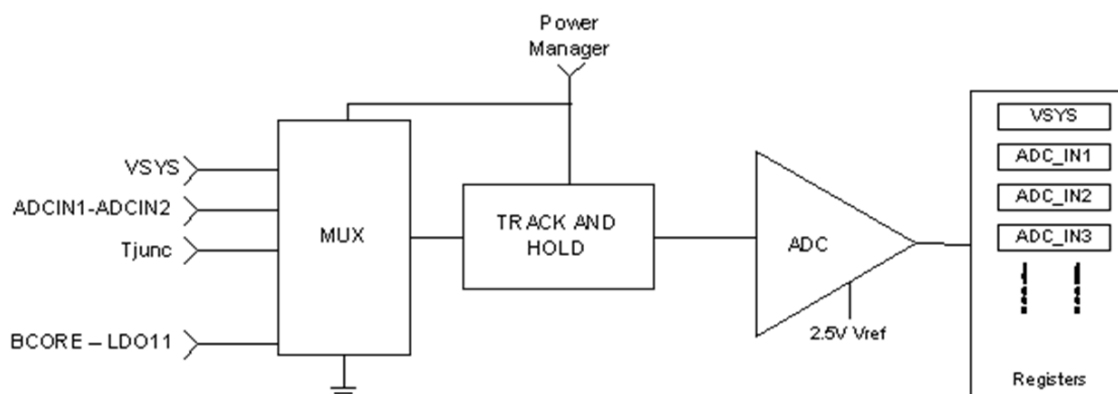 Power
Manager
VSYS
ADCIN1-ADCIN2
Tjunc
BCORE – LDO11
MUX
TRACK AND
HOLD
ADC
2.5V Vref
VSYS
ADC_IN1
ADC_IN2
ADC_IN3
Registers